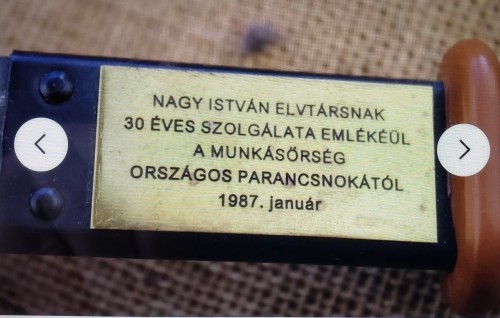 NAGY ISTVÁN ELVTÁRSNAK
30 ÉVES SZOLGÁLATA EMLÉKÉÜL
A MUNKÁSŐRSÉG
ORSZÁGOS PARANCSNOKÁTÓL
1987. január